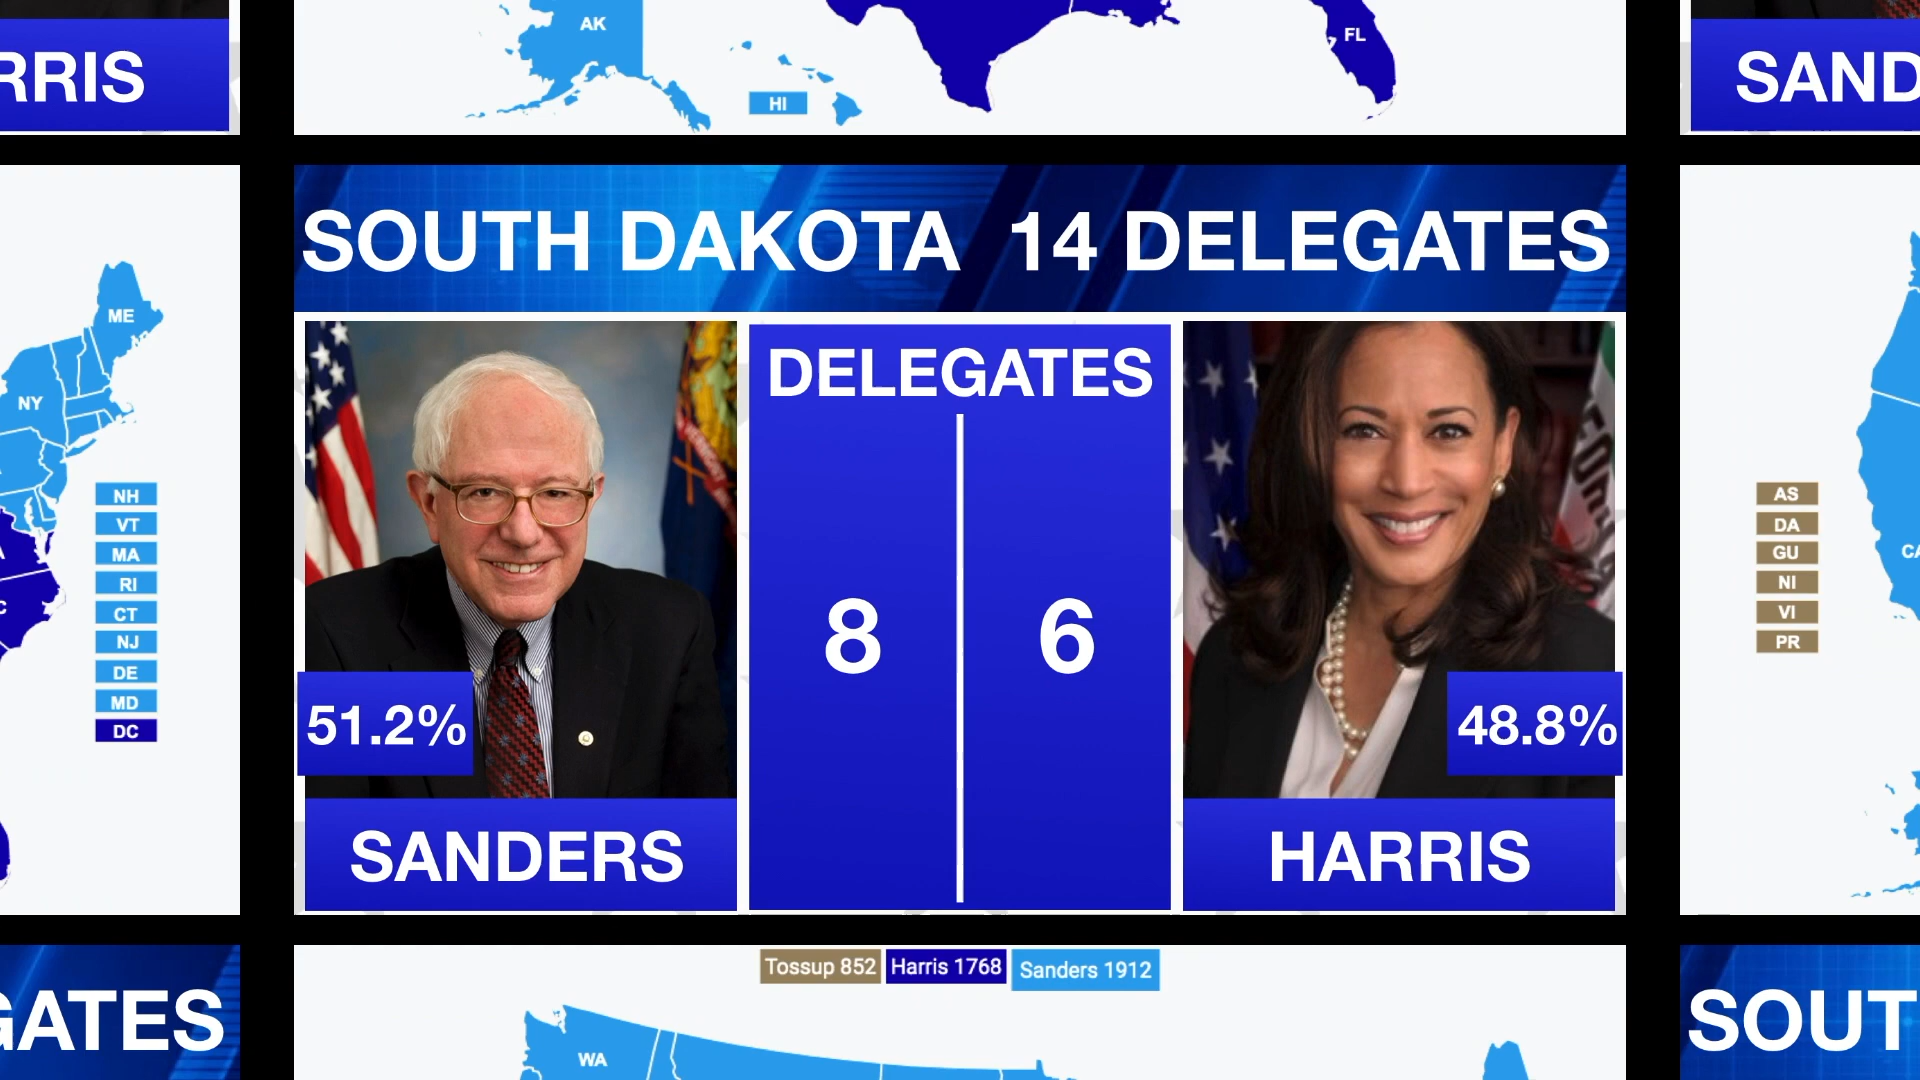 RRIS
AK
HI
FL
SAND
SOUTH DAKOTA 14 DELEGATES
DELEGATES
8
6
51.2%
48.8%
SANDERS
HARRIS
ME
NY
NH
VT
MA
RI
CT
NJ
DE
MD
DC
AS
DA
GU
NI
VI
PR
CA
GATES
Tossup 852
Harris 1768
Sanders 1912
WA
SOUT